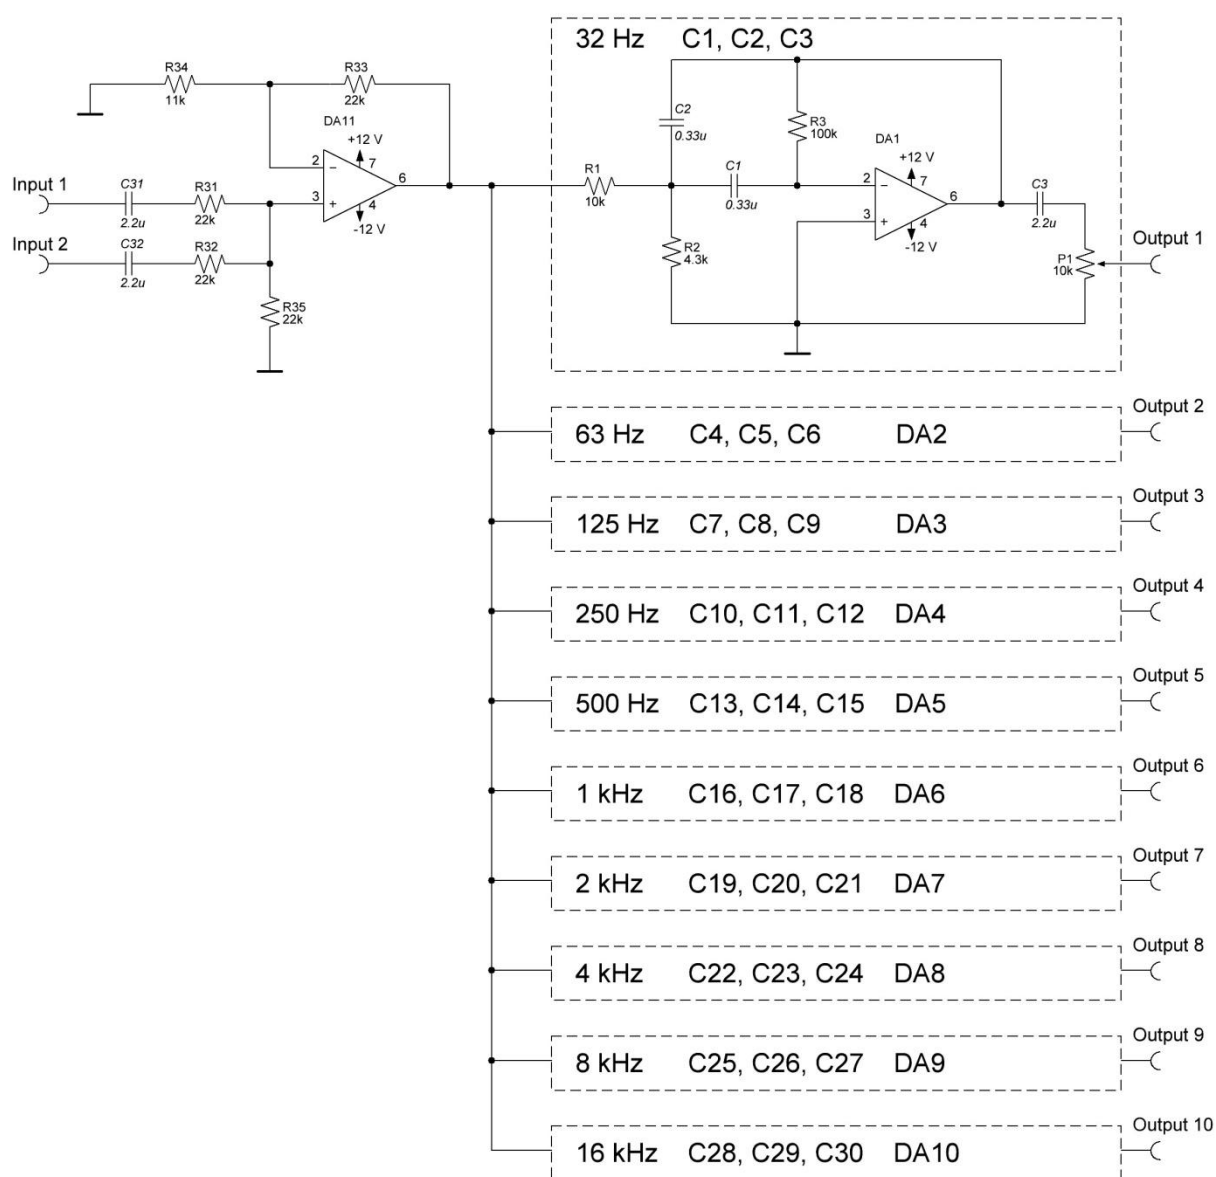 32 Hz C1, C2, C3
R34
11k
R33
22k
DA11
+12 V
2
−
7
6
3
+
4
-12 V
Input 1
C31
2.2u
R31
22k
Input 2
C32
2.2u
R32
22k
R35
22k
C2
0.33u
R3
100k
R1
10k
C1
0.33u
R2
4.3k
DA1
+12 V
2
−
7
6
3
+
4
-12 V
C3
2.2u
P1
10k
Output 1
Output 2
63 Hz C4, C5, C6 DA2
Output 3
125 Hz C7, C8, C9 DA3
Output 4
250 Hz C10, C11, C12 DA4
Output 5
500 Hz C13, C14, C15 DA5
Output 6
1 kHz C16, C17, C18 DA6
Output 7
2 kHz C19, C20, C21 DA7
Output 8
4 kHz C22, C23, C24 DA8
Output 9
8 kHz C25, C26, C27 DA9
Output 10
16 kHz C28, C29, C30 DA10